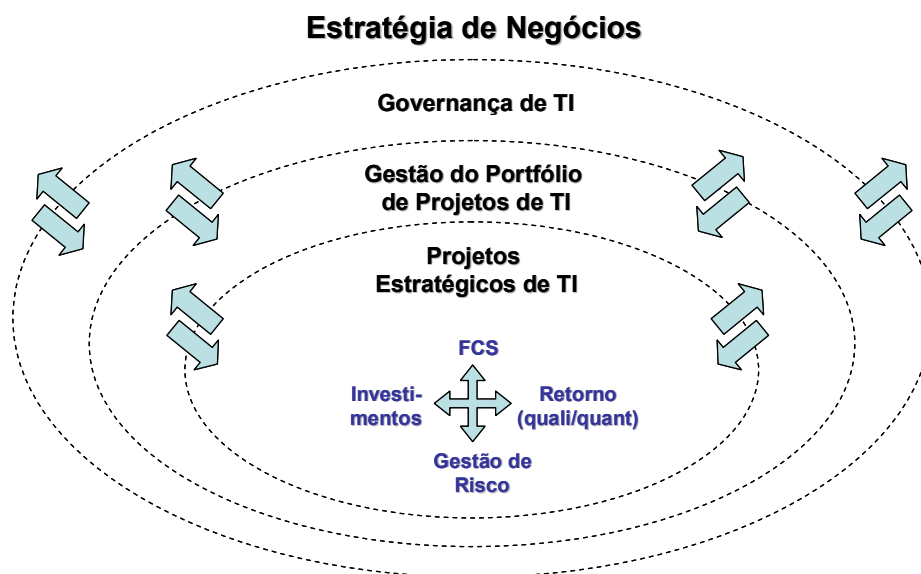 Estratégia de Negócios
Governança de TI
Gestão do Portfólio
de Projetos de TI
Projetos
Estratégicos de TI
FCS
Investi-
mentos
Retorno
(quali/quant)
Gestão de
Risco